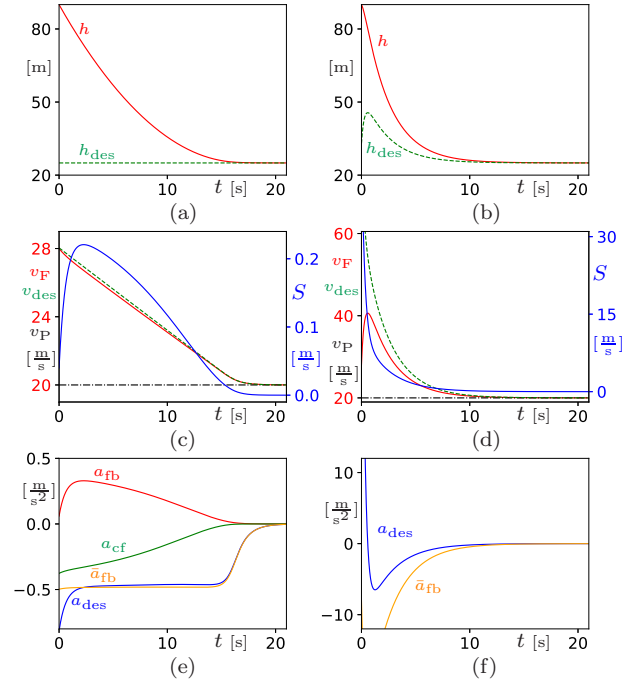 80
h
[m]
50
h_des
20
0
10
t [s]
20
(a)
80
h
[m]
50
h_des
20
0
10
t [s]
20
(b)
28
v_F
v_des
24
v_P
[m/s]
20
0.2
S
0.1
[m/s]
0.0
0
10
t [s]
20
(c)
60
v_F
v_des
40
v_P
[m/s]
20
30
S
15
[m/s]
0
0
10
t [s]
20
(d)
0.5
[m/s²]
a_fb
0.0
a_cf
ā_fb
−0.5
a_des
0
10
t [s]
20
(e)
12
[m/s²]
a_des
0
ā_fb
−10
0
10
t [s]
20
(f)